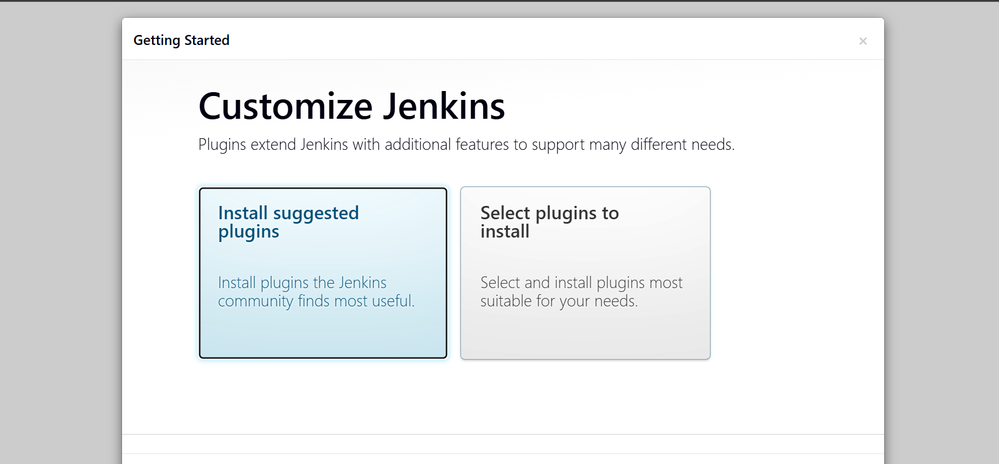 Getting Started
×
Customize Jenkins
Plugins extend Jenkins with additional features to support many different needs.
Install suggested
plugins
Install plugins the Jenkins
community finds most useful.
Select plugins to
install
Select and install plugins most
suitable for your needs.